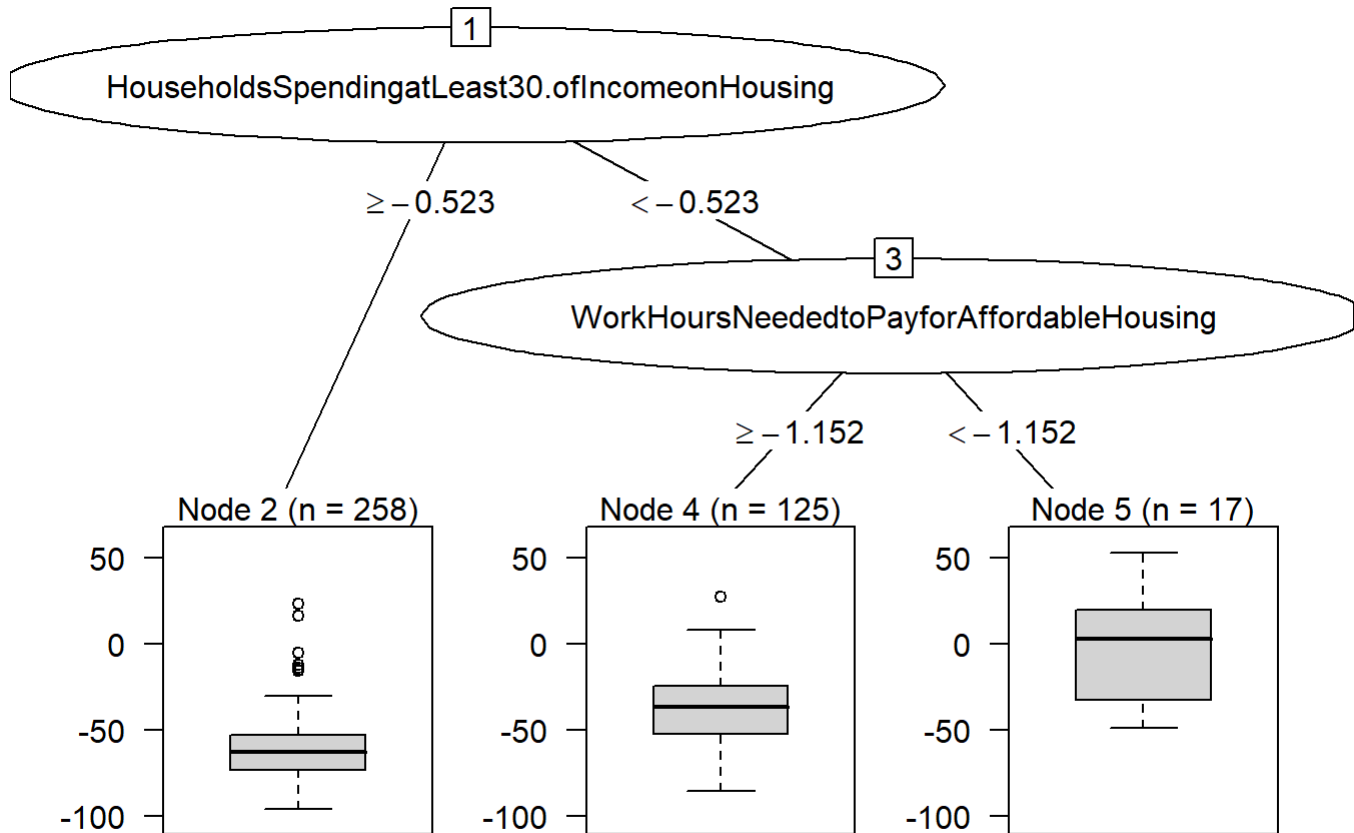 1
HouseholdsSpendingatLeast30.ofIncomeonHousing
≥ − 0.523
< − 0.523
3
WorkHoursNeededtoPayforAffordableHousing
≥ − 1.152
< − 1.152
Node 2 (n = 258)
50
0
-50
-100
Node 4 (n = 125)
50
0
-50
-100
Node 5 (n = 17)
50
0
-50
-100